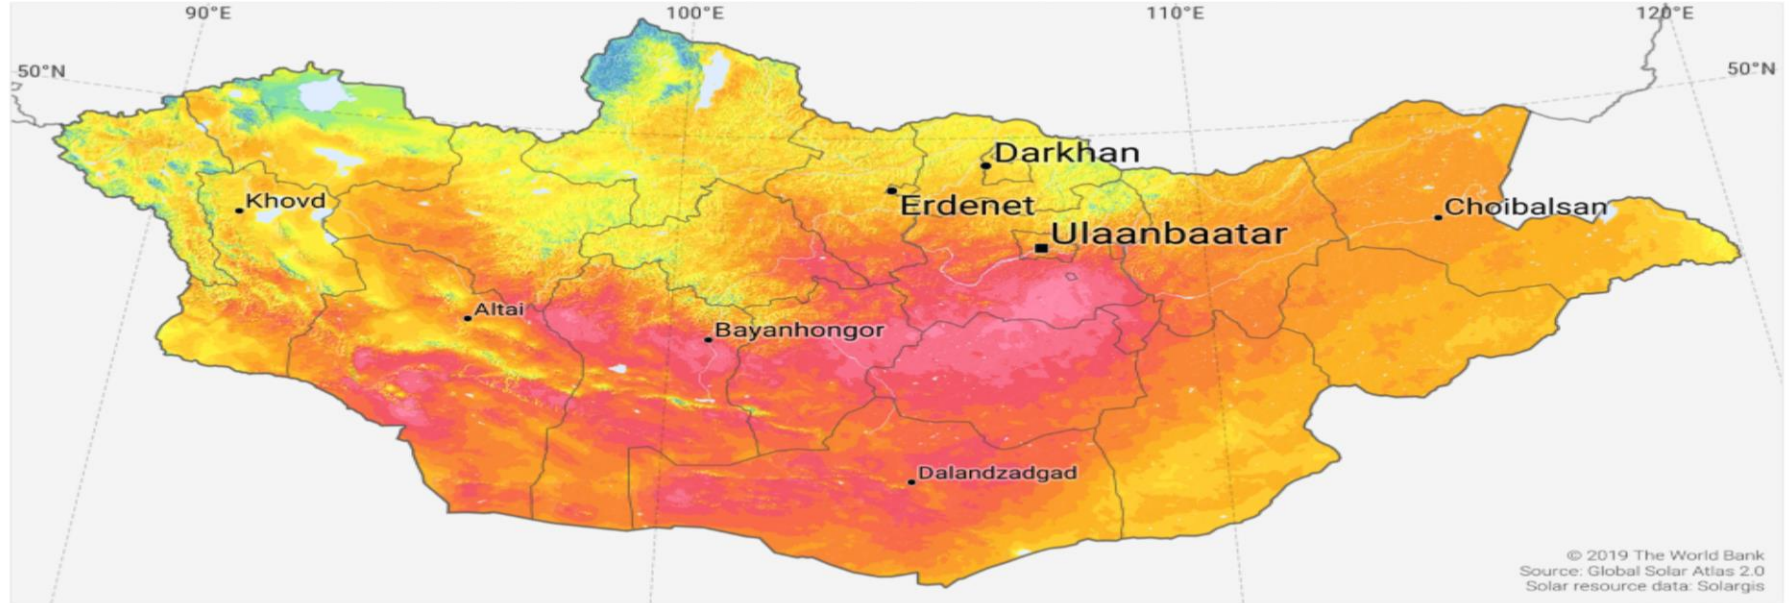 90°E
100°E
110°E
120°E
50°N
50°N
Darkhan
Khovd
Erdenet
Choibalsan
Ulaanbaatar
Altai
Bayanhongor
Dalandzadgad
© 2019 The World Bank
Source: Global Solar Atlas 2.0
Solar resource data: Solargis